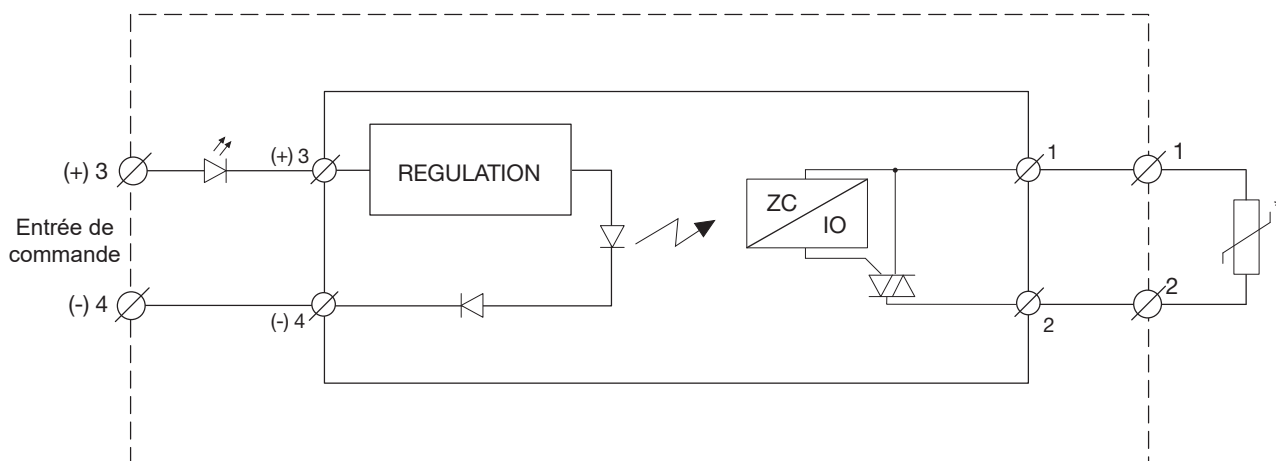 (+) 3
(+) 3
REGULATION
1
1
ZC
IO
*
Entrée de
commande
(-) 4
(-) 4
2
2